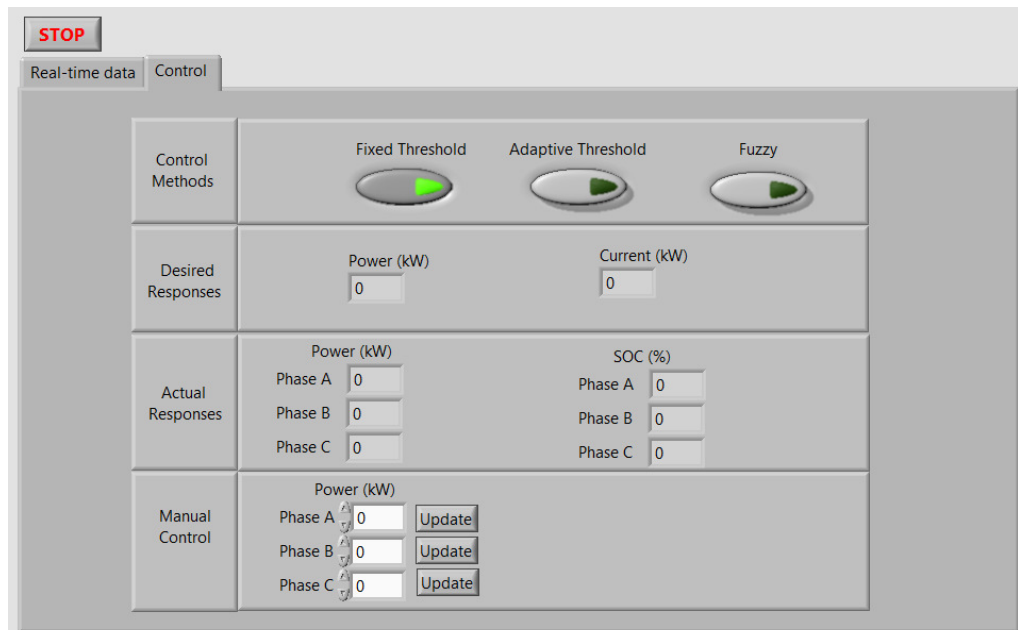 STOP
Real-time data
Control
Control
Methods
Fixed Threshold
Adaptive Threshold
Fuzzy
Desired
Responses
Power (kW)
0
Current (kW)
0
Actual
Responses
Power (kW)
Phase A 0
Phase B 0
Phase C 0
SOC (%)
Phase A 0
Phase B 0
Phase C 0
Manual
Control
Power (kW)
Phase A 0 Update
Phase B 0 Update
Phase C 0 Update